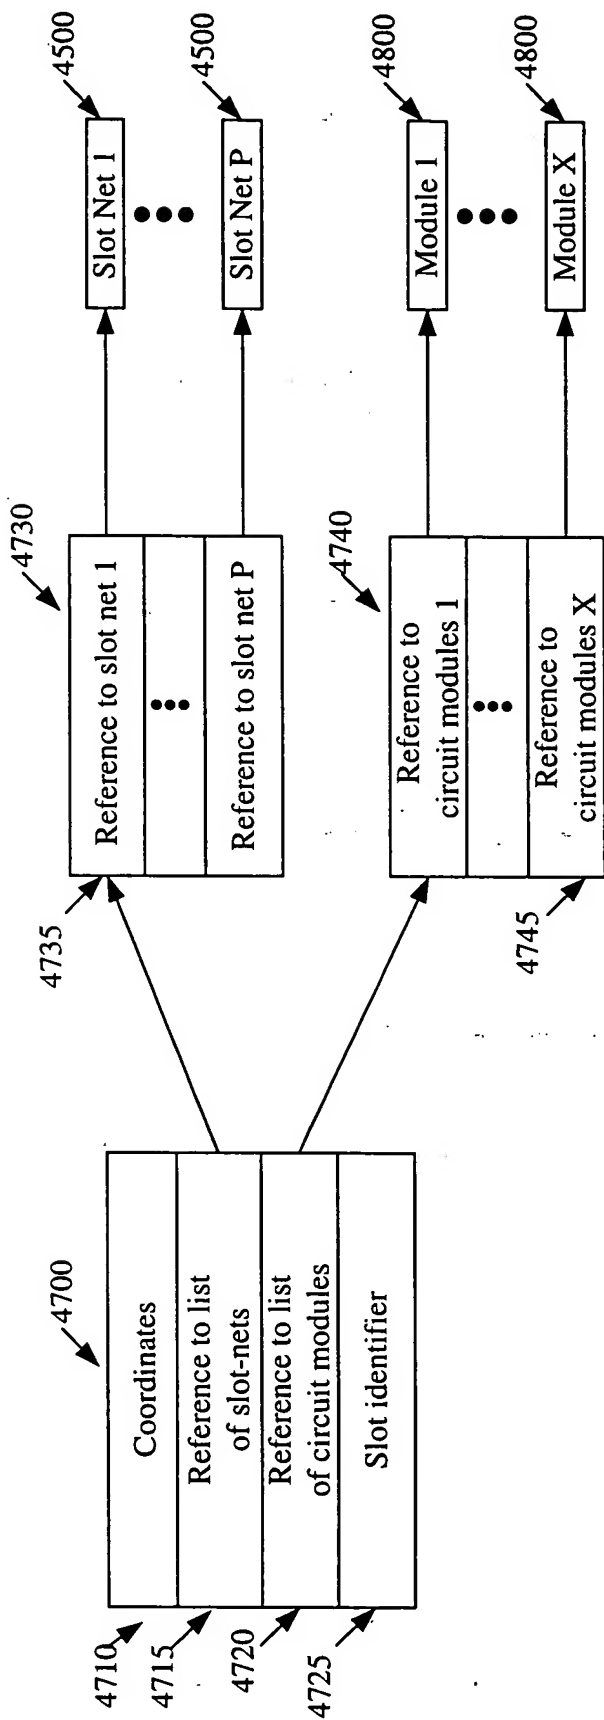 4700
4710
Coordinates
4715
Reference to list
of slot-nets
4720
Reference to list
of circuit modules
4725
Slot identifier
4730
4735
Reference to slot net 1
Reference to slot net P
4740
Reference to
circuit modules 1
Reference to
circuit modules X
4745
Slot Net 1
4500
Slot Net P
4500
Module 1
4800
Module X
4800